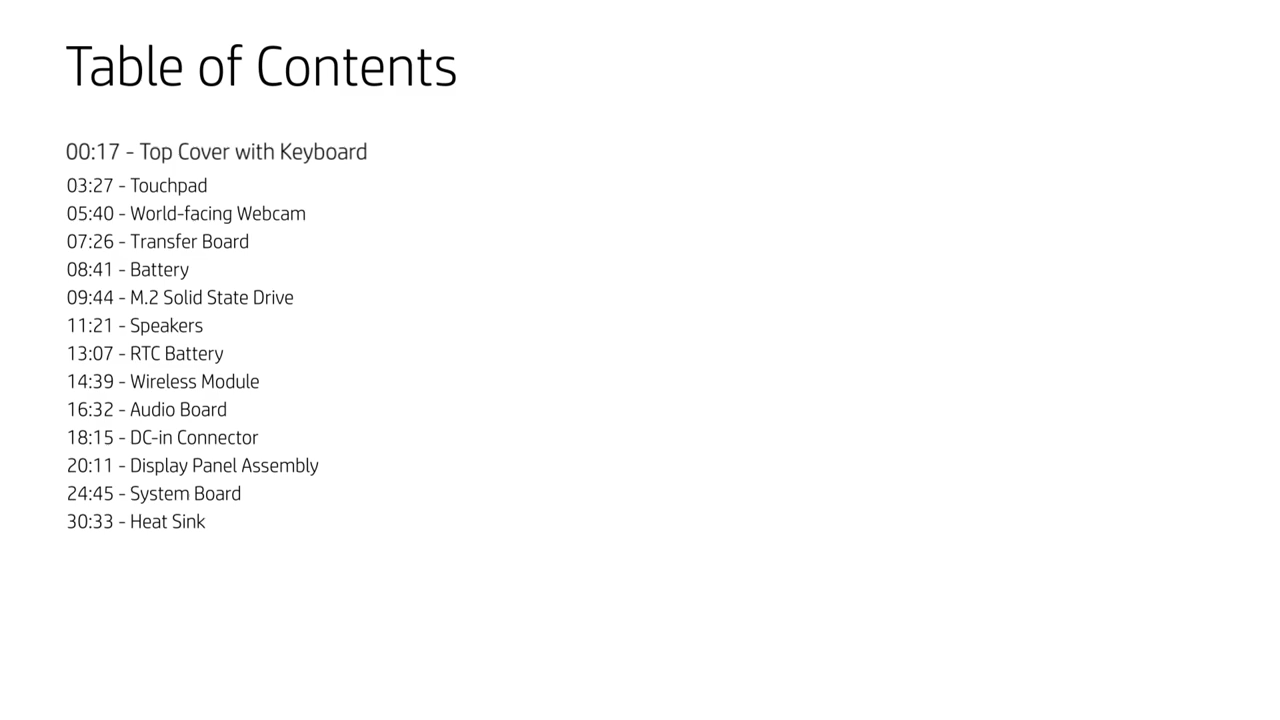 Table of Contents
00:17 - Top Cover with Keyboard
03:27 - Touchpad
05:40 - World-facing Webcam
07:26 - Transfer Board
08:41 - Battery
09:44 - M.2 Solid State Drive
11:21 - Speakers
13:07 - RTC Battery
14:39 - Wireless Module
16:32 - Audio Board
18:15 - DC-in Connector
20:11 - Display Panel Assembly
24:45 - System Board
30:33 - Heat Sink